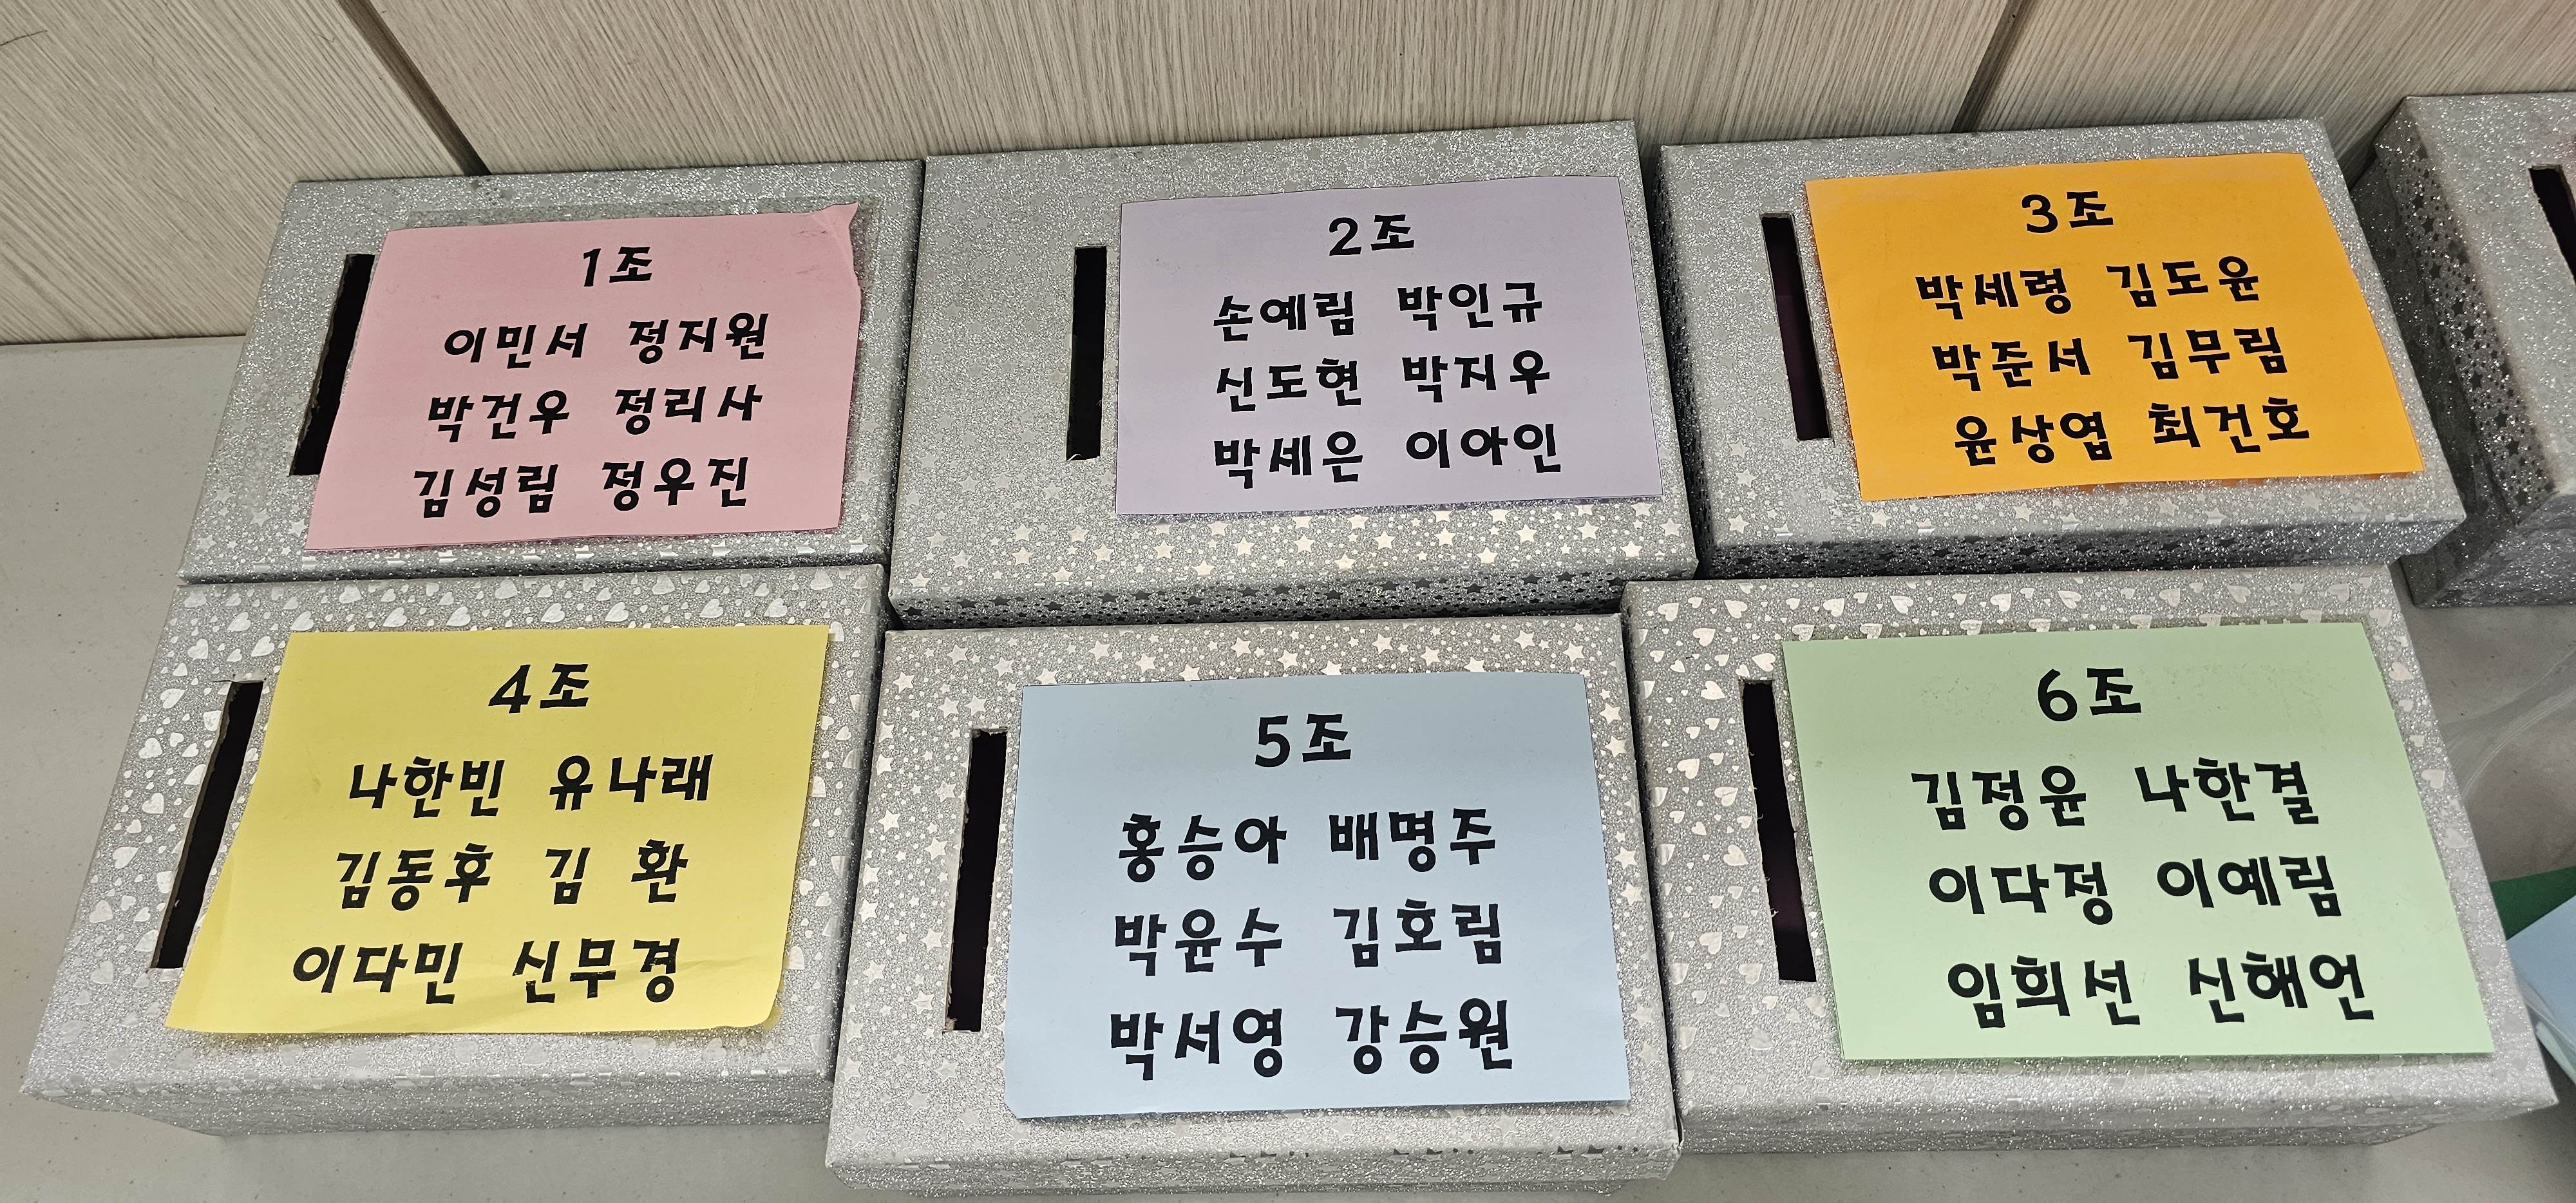 1조
이민서 정지원
박건우 정리사
김성림 정우진
2조
손예림 박인규
신도현 박지우
박세은 이아인
3조
박세령 김도윤
박준서 김무림
윤상엽 최건호
4조
나한빈 유나래
김동후 김 환
이다민 신무경
5조
홍승아 배명주
박윤수 김호림
박서영 강승원
6조
김정윤 나한결
이다정 이예림
임희선 신해언